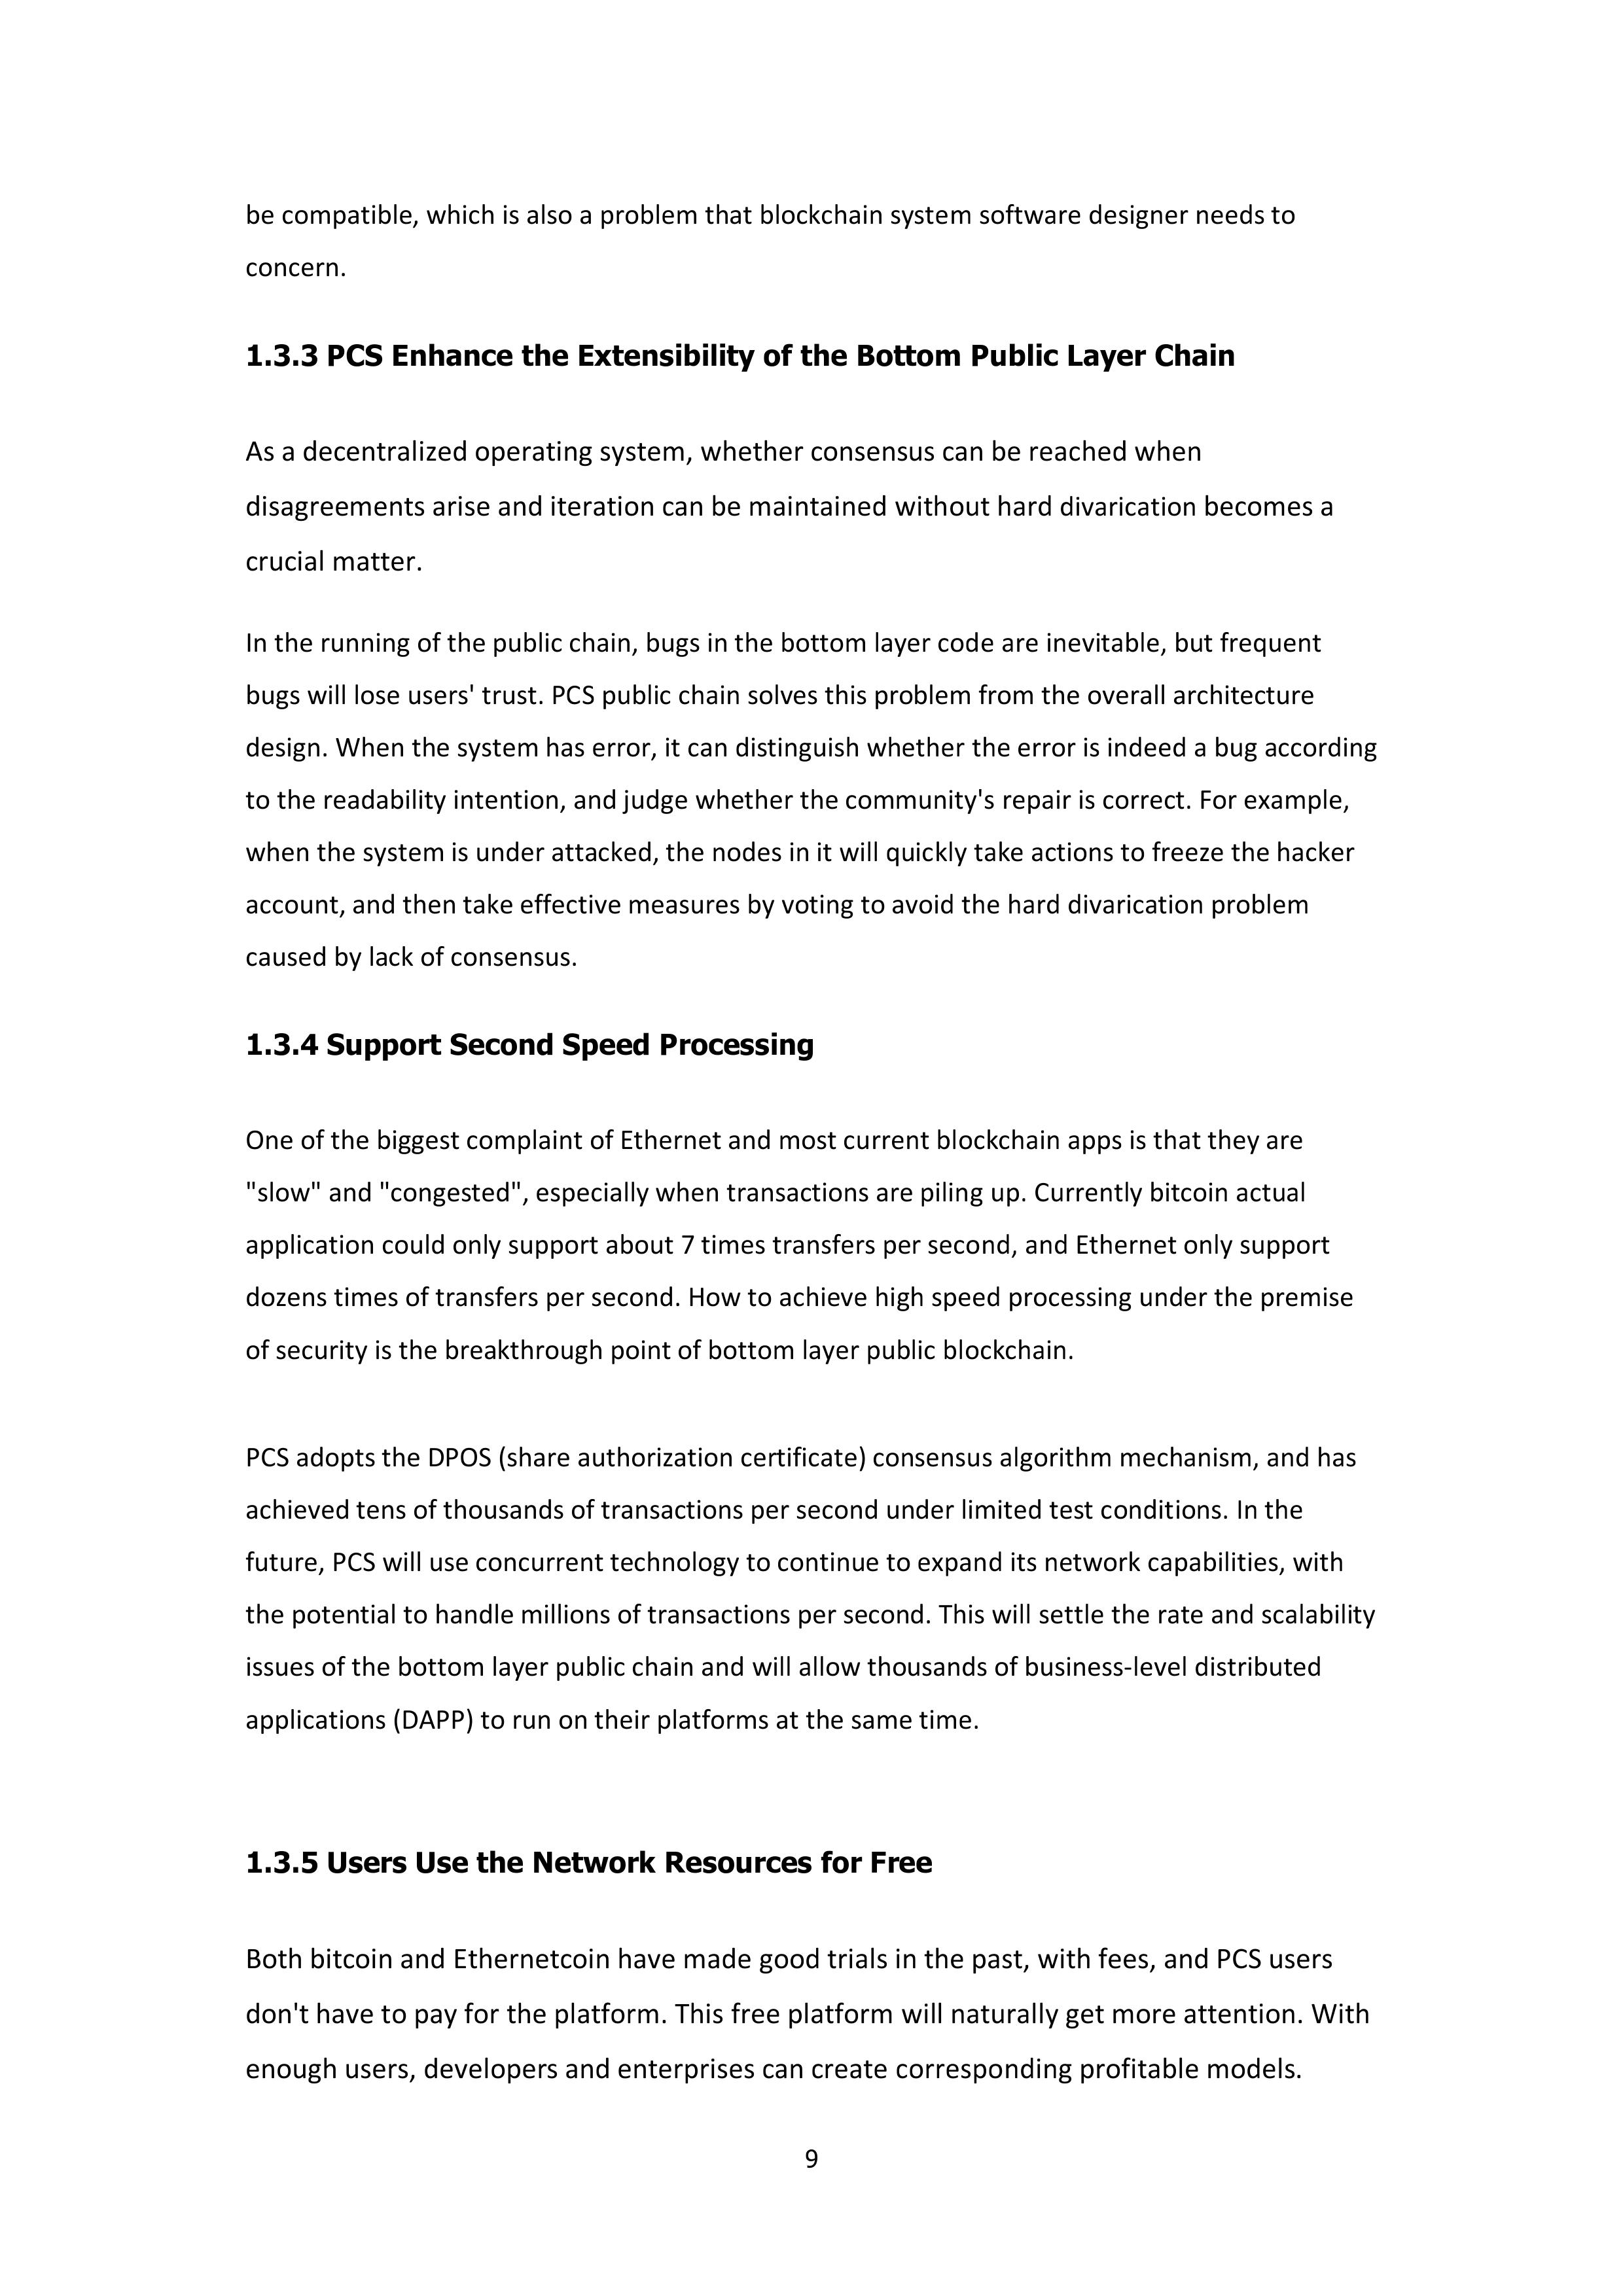 be compatible, which is also a problem that blockchain system software designer needs to
concern.
1.3.3 PCS Enhance the Extensibility of the Bottom Public Layer Chain
As a decentralized operating system, whether consensus can be reached when
disagreements arise and iteration can be maintained without hard divarication becomes a
crucial matter.
In the running of the public chain, bugs in the bottom layer code are inevitable, but frequent
bugs will lose users' trust. PCS public chain solves this problem from the overall architecture
design. When the system has error, it can distinguish whether the error is indeed a bug according
to the readability intention, and judge whether the community's repair is correct. For example,
when the system is under attacked, the nodes in it will quickly take actions to freeze the hacker
account, and then take effective measures by voting to avoid the hard divarication problem
caused by lack of consensus.
1.3.4 Support Second Speed Processing
One of the biggest complaint of Ethernet and most current blockchain apps is that they are
"slow" and "congested", especially when transactions are piling up. Currently bitcoin actual
application could only support about 7 times transfers per second, and Ethernet only support
dozens times of transfers per second. How to achieve high speed processing under the premise
of security is the breakthrough point of bottom layer public blockchain.
PCS adopts the DPOS (share authorization certificate) consensus algorithm mechanism, and has
achieved tens of thousands of transactions per second under limited test conditions. In the
future, PCS will use concurrent technology to continue to expand its network capabilities, with
the potential to handle millions of transactions per second. This will settle the rate and scalability
issues of the bottom layer public chain and will allow thousands of business-level distributed
applications (DAPP) to run on their platforms at the same time.
1.3.5 Users Use the Network Resources for Free
Both bitcoin and Ethernetcoin have made good trials in the past, with fees, and PCS users
don't have to pay for the platform. This free platform will naturally get more attention. With
enough users, developers and enterprises can create corresponding profitable models.
9